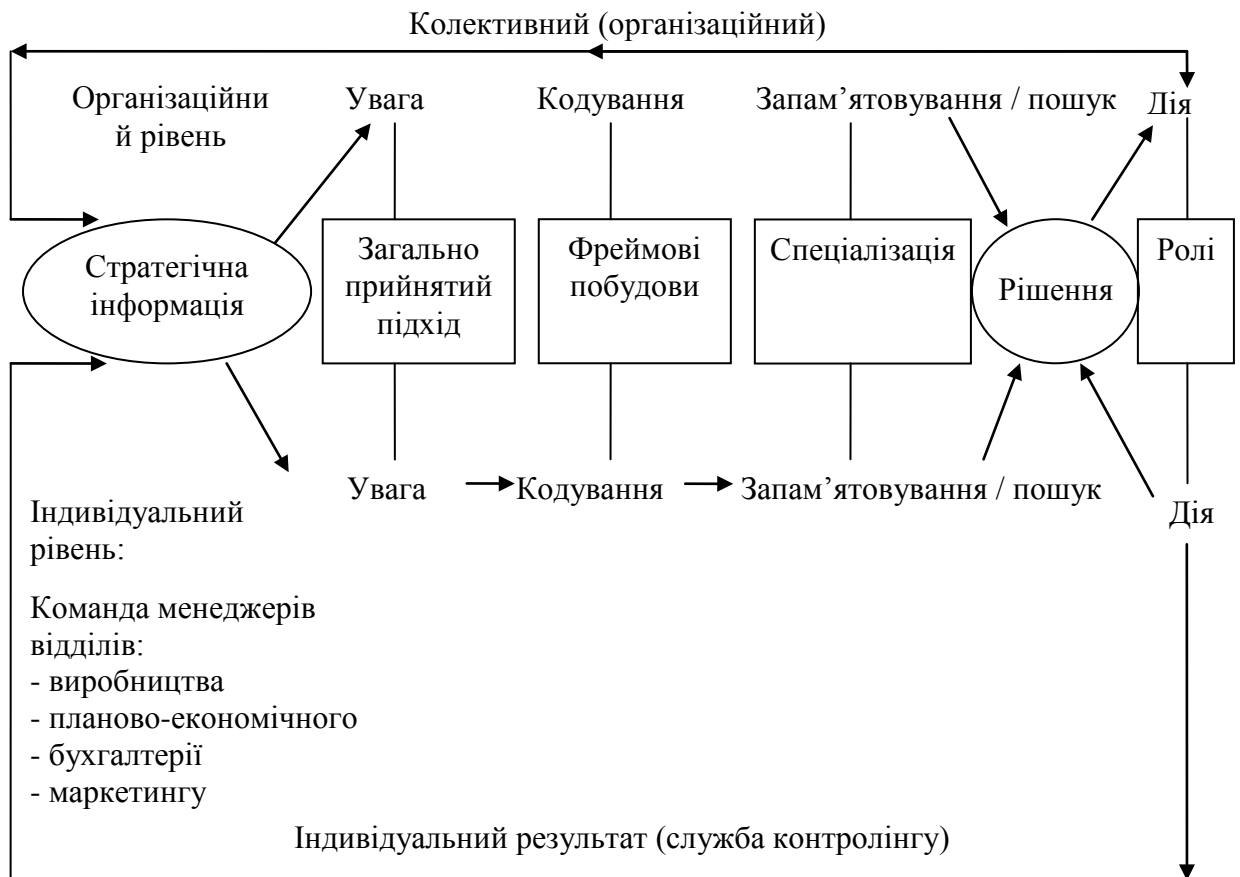 Колективний (організаційний)
Організаційни
й рівень
Увага
Кодування
Запам’ятовування / пошук
Дія
Стратегічна
інформація
Загально
прийнятий
підхід
Фреймові
побудови
Спеціалізація
Рішення
Ролі
Увага
Кодування
Запам’ятовування / пошук
Дія
Індивідуальний
рівень:
Команда менеджерів
відділів:
- виробництва
- планово-економічного
- бухгалтерії
- маркетингу
Індивідуальний результат (служба контролінгу)